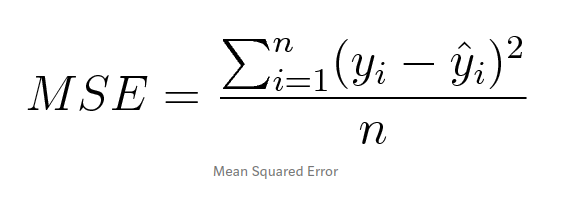 MSE = \frac{\sum_{i=1}^{n}(y_i - \hat{y}_i)^2}{n}
Mean Squared Error